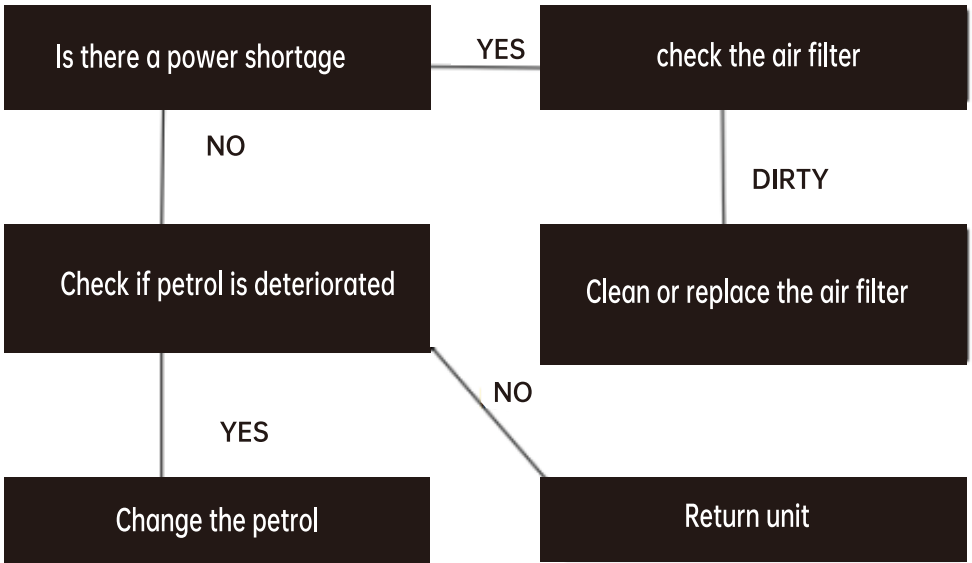 Is there a power shortage
YES
check the air filter
NO
DIRTY
Check if petrol is deteriorated
Clean or replace the air filter
NO
YES
Change the petrol
Return unit